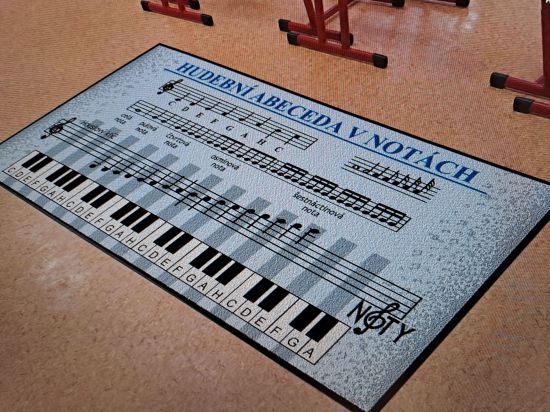 HUDEBNÍ ABECEDA V NOTÁCH
C D E F G A H C
celá nota
půlová nota
čtvrťová nota
osminová nota
šestnáctinová nota
NOTY
C D E F G A H C D E F G A H C D E F G A H C D E F G A H C D E F G A